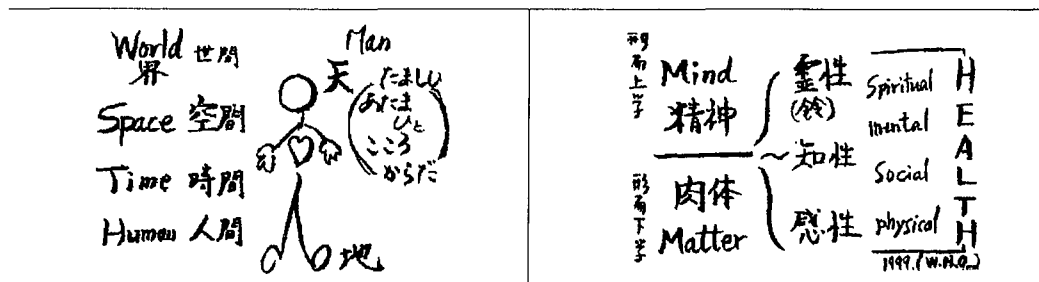 World 世間
界
Space 空間
Time 時間
Human 人間
Man
天
たましひ
あたま
ひと
こころ
からだ
地
形而上学
Mind
精神
肉体
Matter
形而下学
霊性
知性
感性
Spiritual
mental
Social
physical
HEALTH
1999.(W.H.O.)